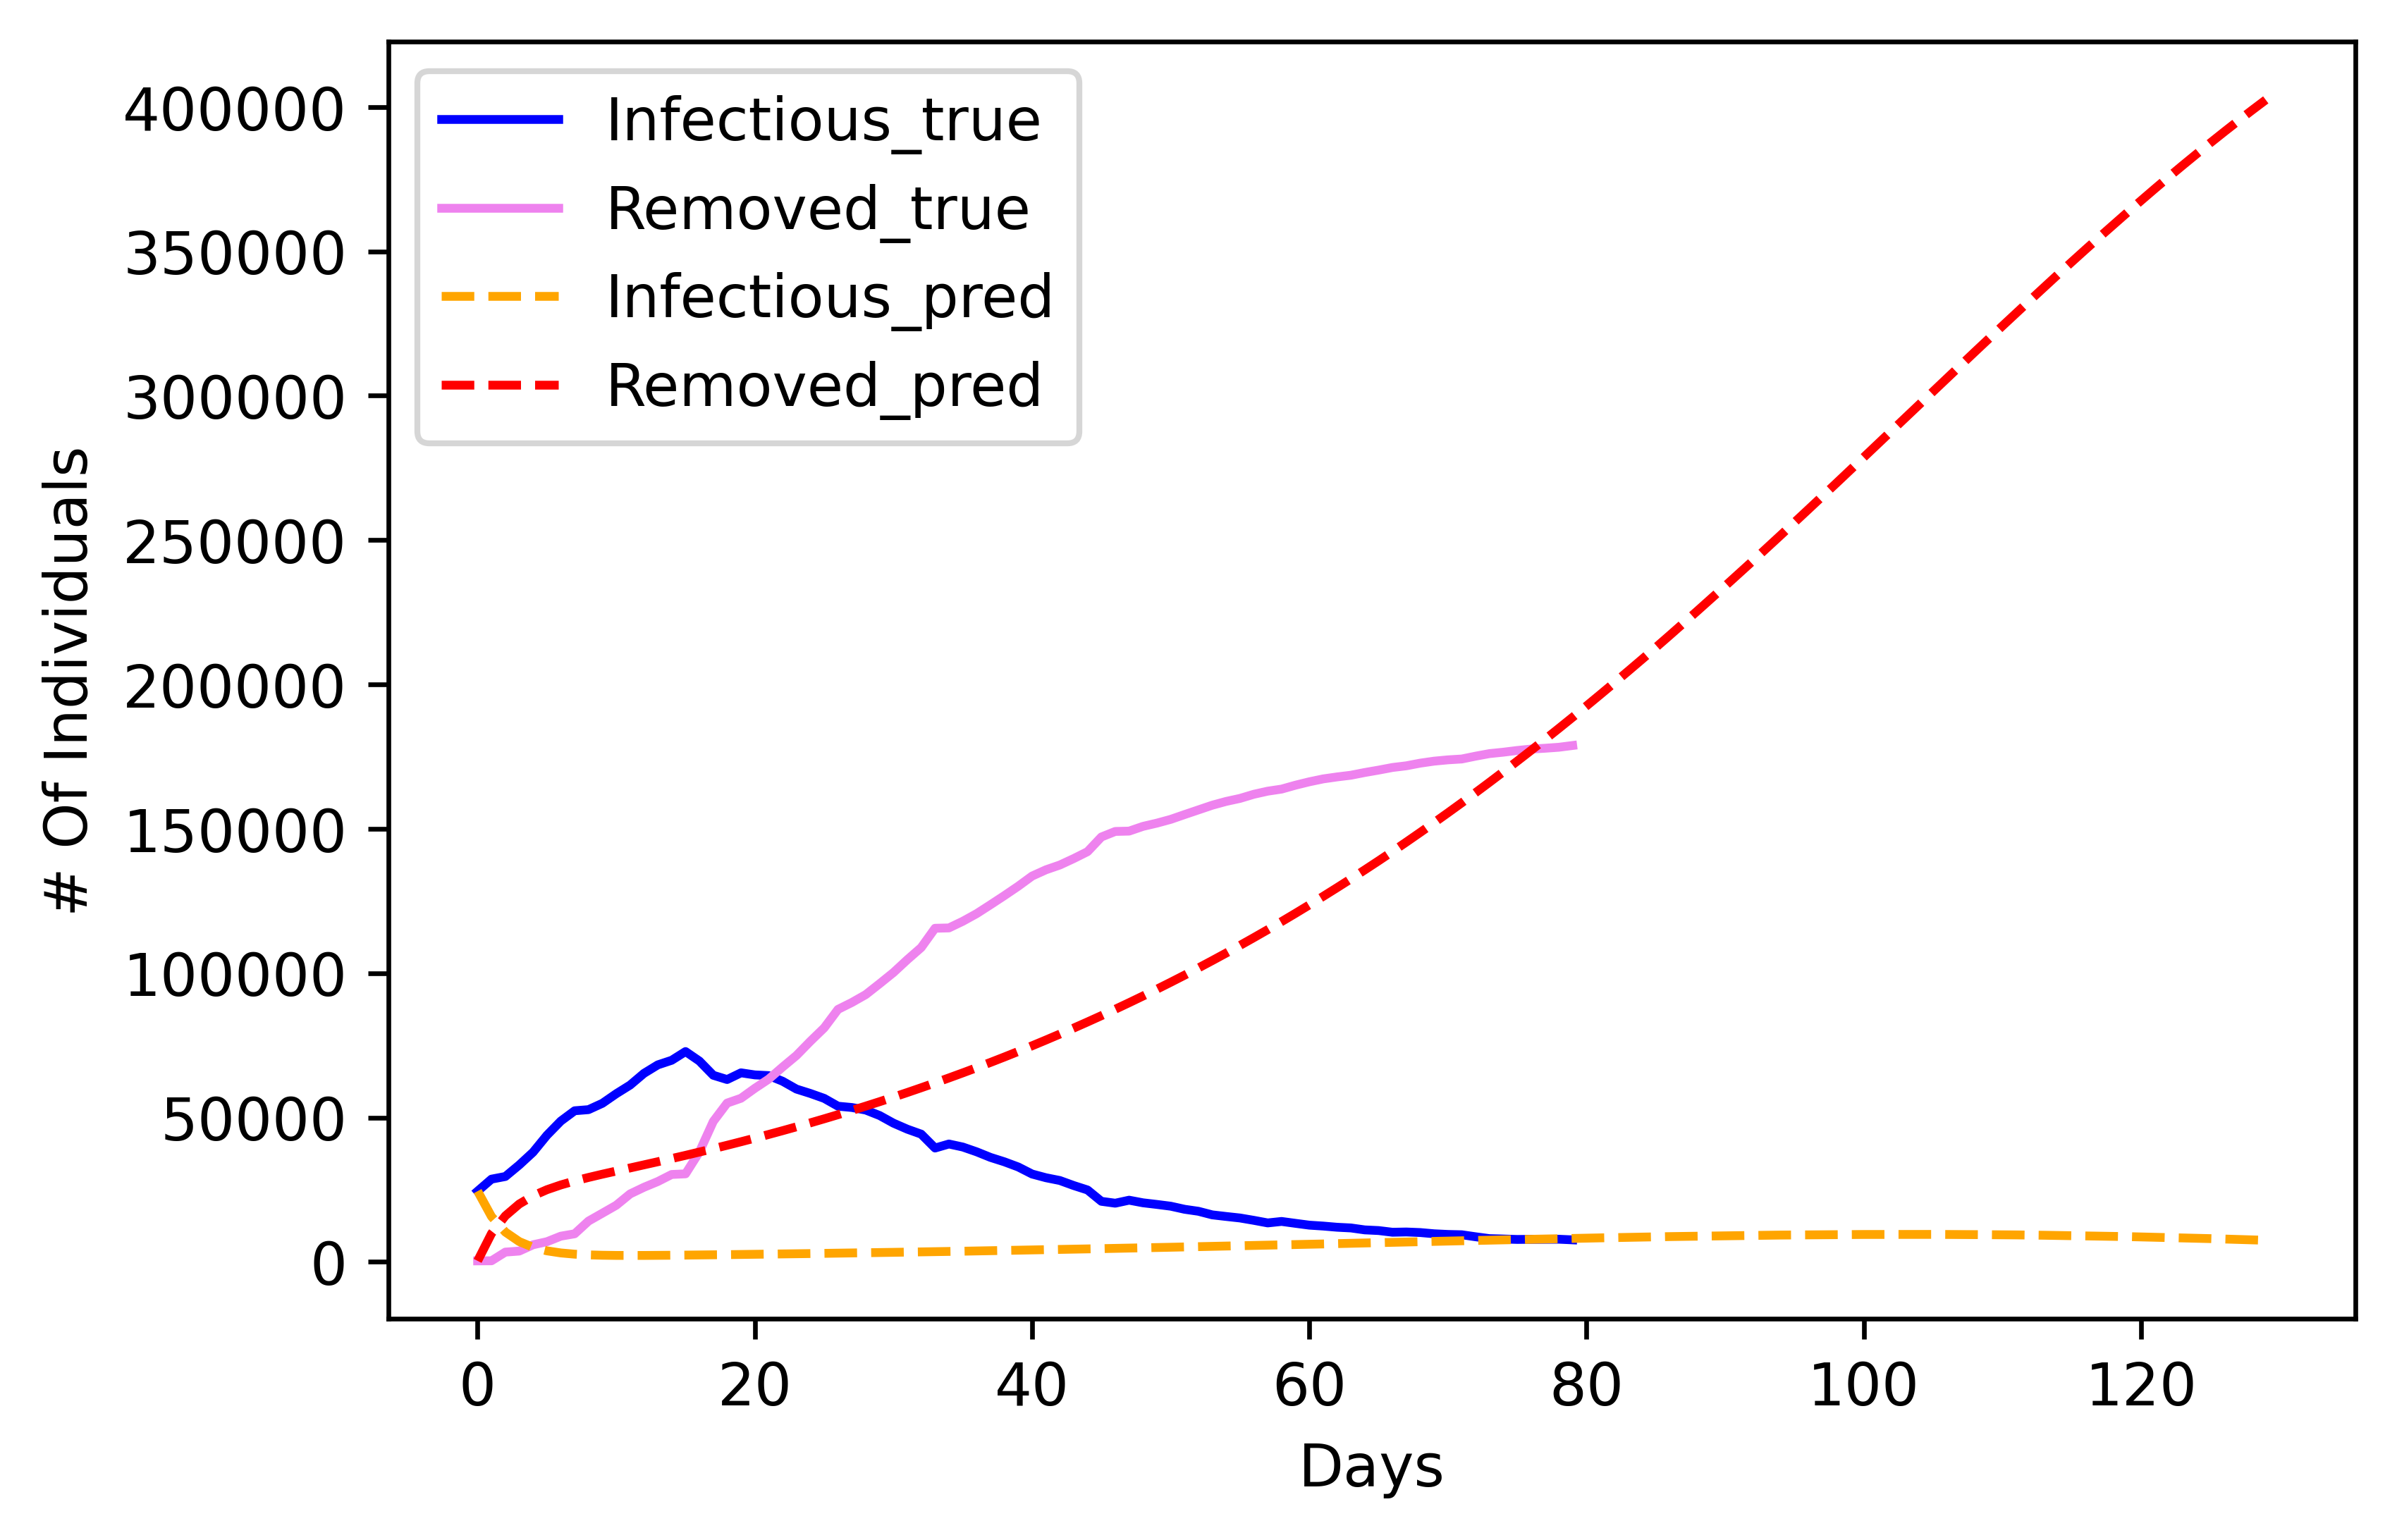 Infectious_true
Removed_true
Infectious_pred
Removed_pred
# Of Individuals
400000
350000
300000
250000
200000
150000
100000
50000
0
0 20 40 60 80 100 120
Days